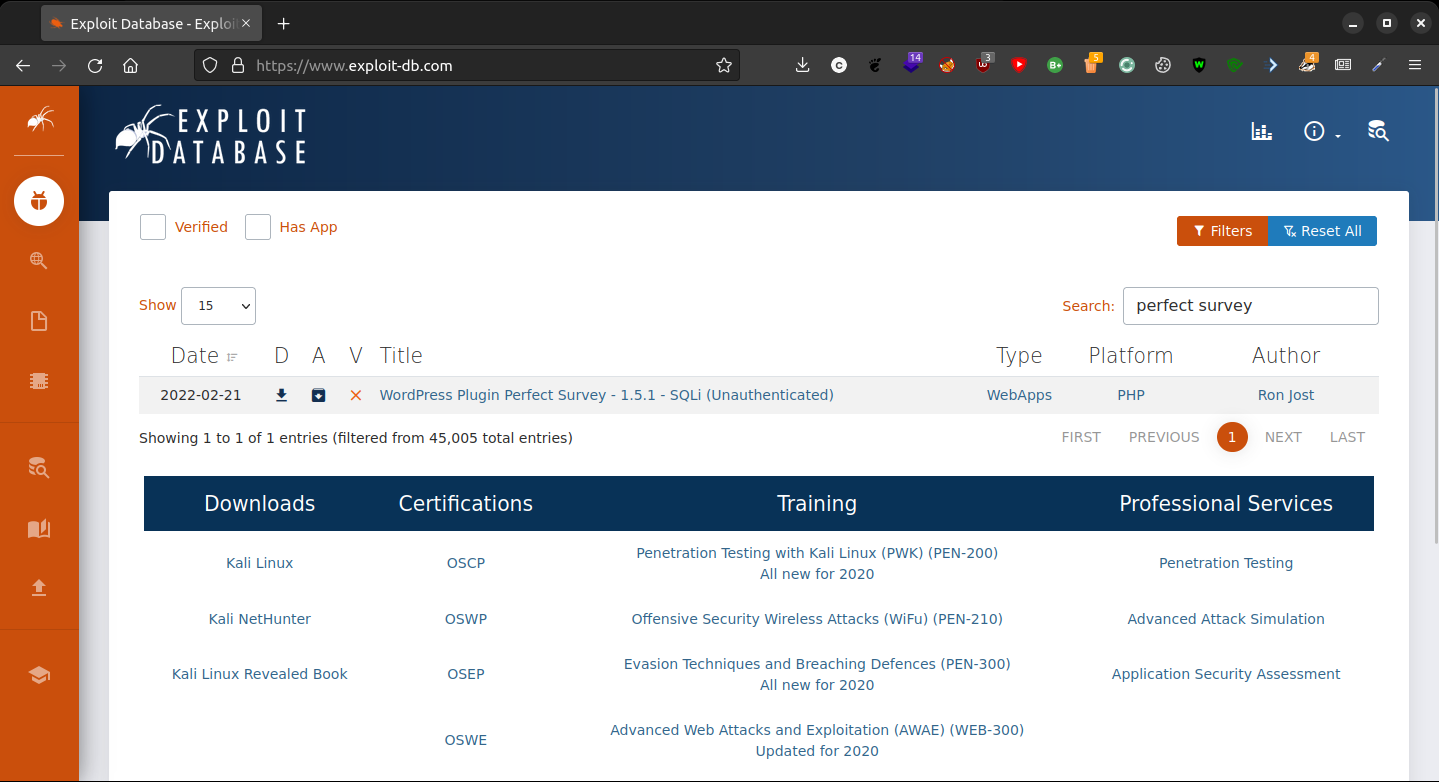 Exploit Database - Exploi
https://www.exploit-db.com
14
3
5
4
EXPLOIT
DATABASE
Verified
Has App
Filters
Reset All
Show
15
Search:
perfect survey
Date D A V Title Type Platform Author
2022-02-21 WordPress Plugin Perfect Survey - 1.5.1 - SQLi (Unauthenticated) WebApps PHP Ron Jost
Showing 1 to 1 of 1 entries (filtered from 45,005 total entries)
FIRST PREVIOUS 1 NEXT LAST
Downloads Certifications Training Professional Services
Kali Linux
OSCP
Penetration Testing with Kali Linux (PWK) (PEN-200)
All new for 2020
Penetration Testing
Kali NetHunter
OSWP
Offensive Security Wireless Attacks (WiFu) (PEN-210)
Advanced Attack Simulation
Kali Linux Revealed Book
OSEP
Evasion Techniques and Breaching Defences (PEN-300)
All new for 2020
Application Security Assessment
OSWE
Advanced Web Attacks and Exploitation (AWAE) (WEB-300)
Updated for 2020